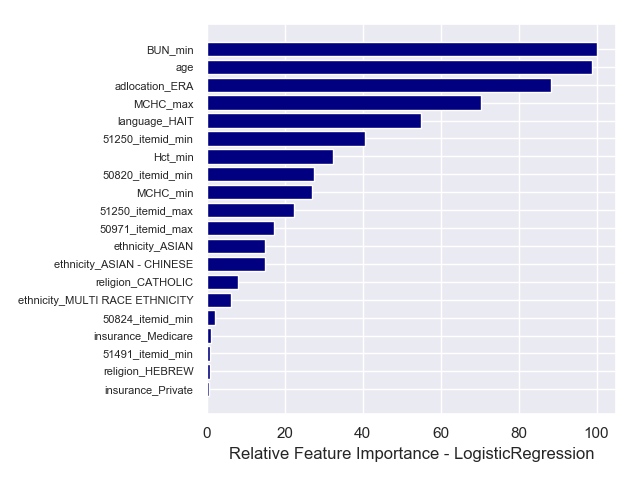 BUN_min
age
adlocation_ERA
MCHC_max
language_HAIT
51250_itemid_min
Hct_min
50820_itemid_min
MCHC_min
51250_itemid_max
50971_itemid_max
ethnicity_ASIAN
ethnicity_ASIAN - CHINESE
religion_CATHOLIC
ethnicity_MULTI RACE ETHNICITY
50824_itemid_min
insurance_Medicare
51491_itemid_min
religion_HEBREW
insurance_Private
0 20 40 60 80 100
Relative Feature Importance - LogisticRegression